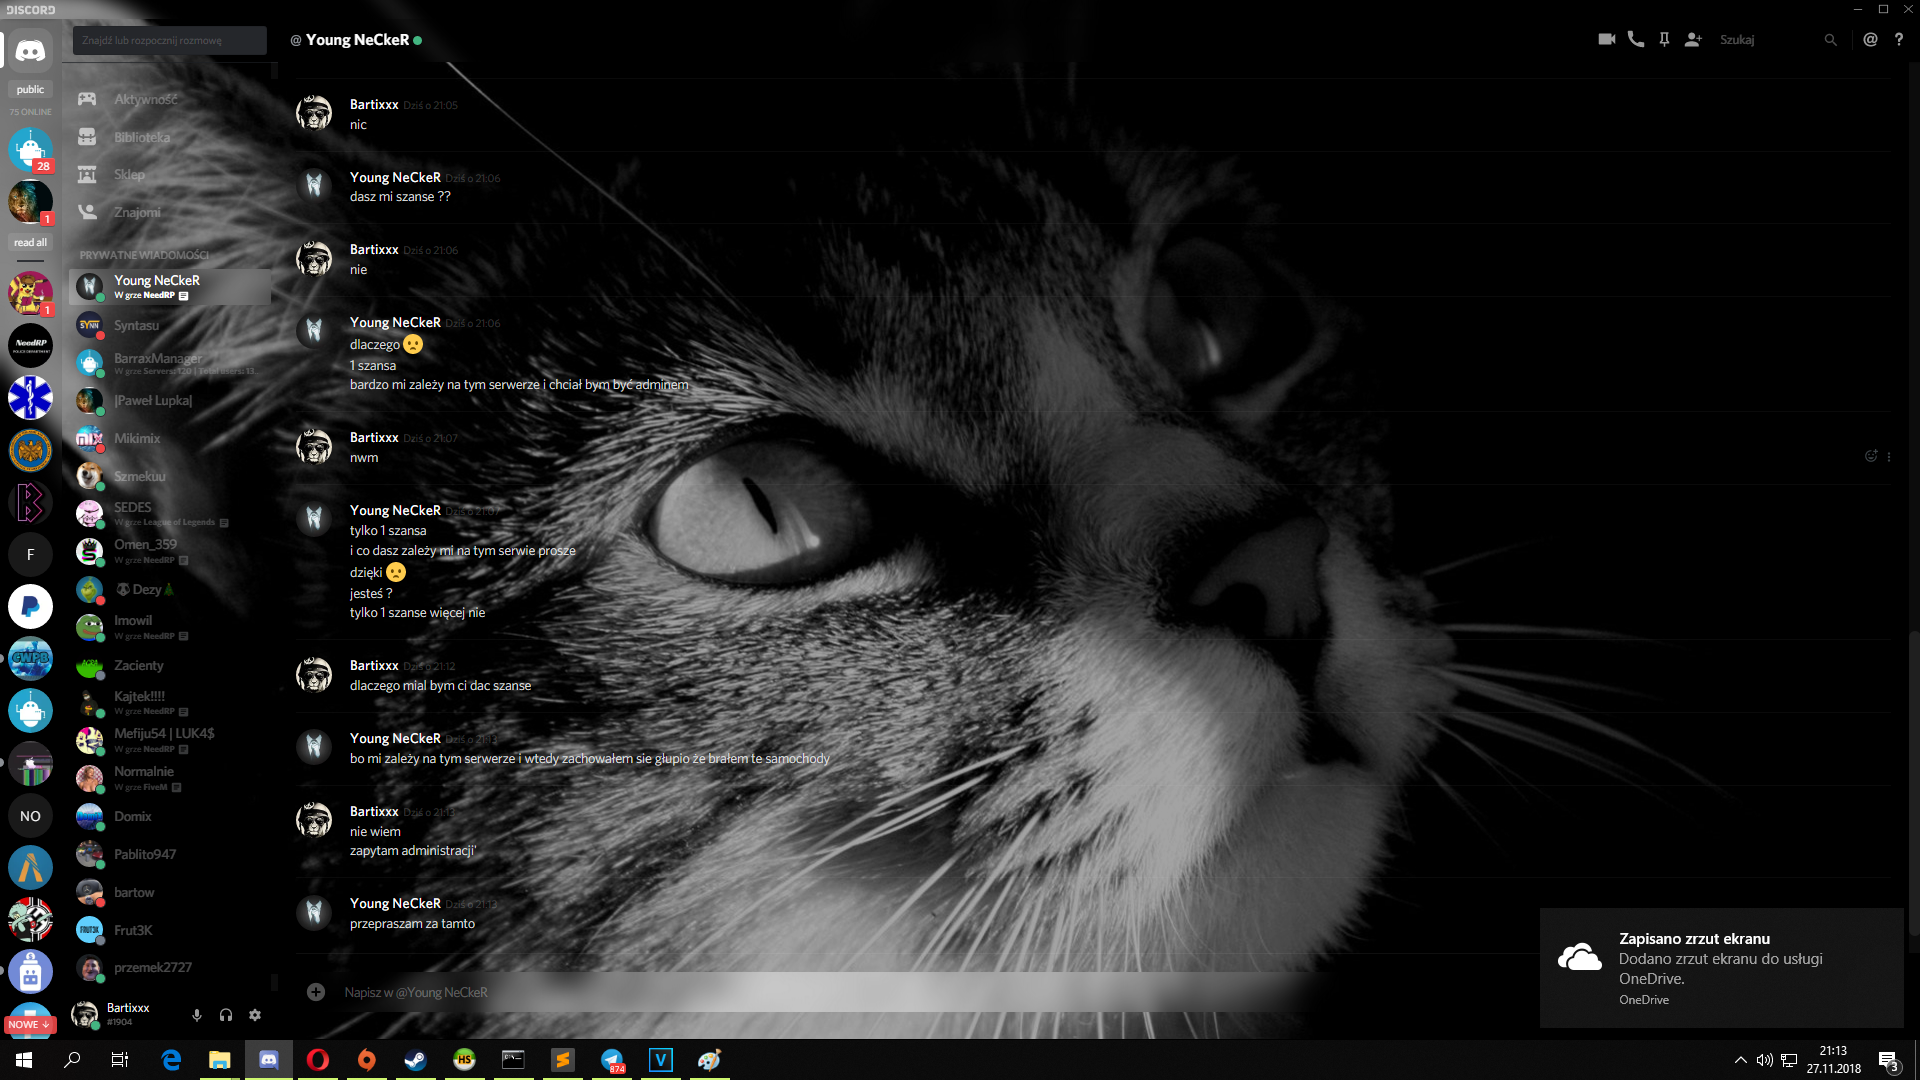 DISCORD
public
75 ONLINE
28
1
read all
1
NeedRP
F
CWPB
NO
NOWE ↓
Znajdź lub rozpocznij rozmowę
Aktywność
Biblioteka
Sklep
Znajomi
PRYWATNE WIADOMOŚCI
Young NeCkeR
W grze NeedRP
SYNN
Syntasu
BarraxManager
W grze Servers: 120 | Total users: 13...
|Paweł Lupka|
mix
Mikimix
Szmekuu
SEDES
W grze League of Legends
Omen_359
W grze NeedRP
🐼Dezy🎄
Imowil
W grze NeedRP
Zacienty
Kajtek!!!!
W grze NeedRP
Mefiju54 | LUK4$
W grze NeedRP
Normalnie
W grze FiveM
Domix
Pablito947
bartow
FRUT3K
Frut3K
przemek2727
Bartixxx
#1904
@ Young NeCkeR
Szukaj
@ ?
Bartixxx Dziś o 21:05
nic
Young NeCkeR Dziś o 21:06
dasz mi szanse ??
Bartixxx Dziś o 21:06
nie
Young NeCkeR Dziś o 21:06
dlaczego 🙁
1 szansa
bardzo mi zależy na tym serwerze i chciał bym być adminem
Bartixxx Dziś o 21:07
nwm
Young NeCkeR Dziś o 21:07
tylko 1 szansa
i co dasz zależy mi na tym serwie prosze
dzięki 🙁
jesteś ?
tylko 1 szanse więcej nie
Bartixxx Dziś o 21:12
dlaczego mial bym ci dac szanse
Young NeCkeR Dziś o 21:13
bo mi zależy na tym serwerze i wtedy zachowałem sie głupio że brałem te samochody
Bartixxx Dziś o 21:13
nie wiem
zapytam administracji'
Young NeCkeR Dziś o 21:13
przepraszam za tamto
Napisz w @Young NeCkeR
Zapisano zrzut ekranu
Dodano zrzut ekranu do usługi
OneDrive.
OneDrive
HS
874
V
21:13
27.11.2018
3